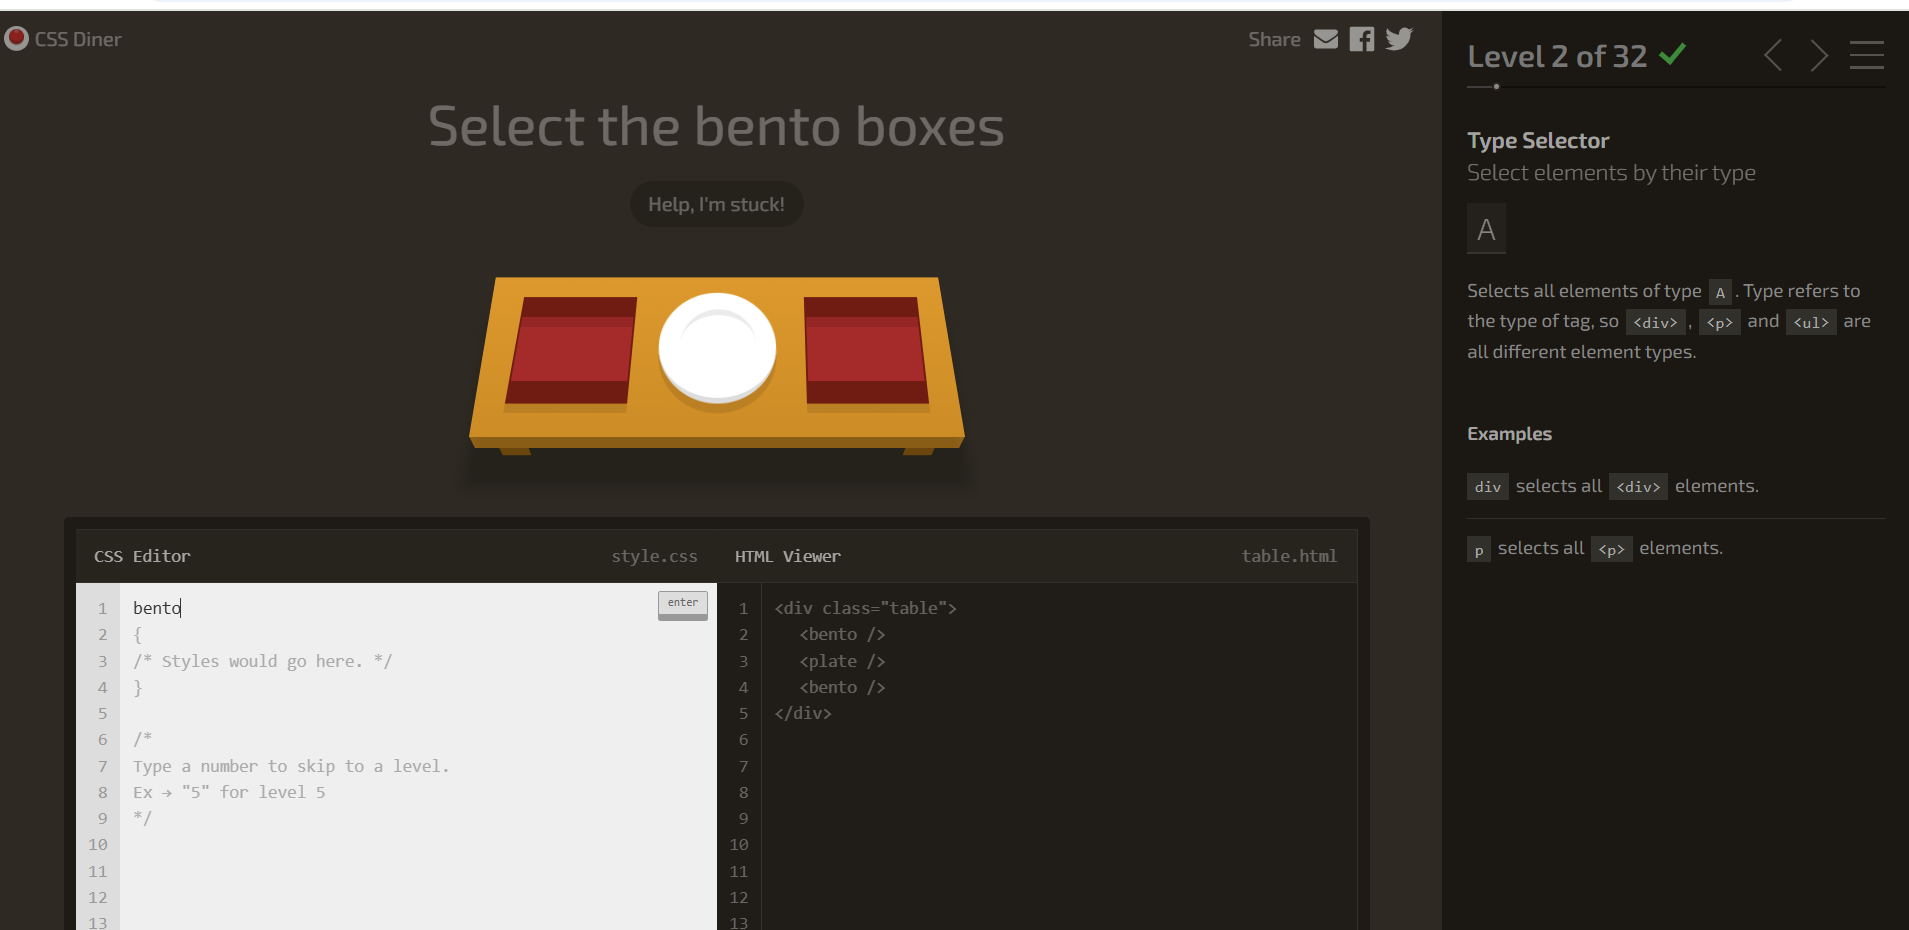 CSS Diner
Share
Select the bento boxes
Help, I'm stuck!
CSS Editor
style.css
1 bento
enter
2 {
3 /* Styles would go here. */
4 }
5
6 /*
7 Type a number to skip to a level.
8 Ex → "5" for level 5
9 */
10
11
12
13
HTML Viewer
table.html
1 <div class="table">
2 <bento />
3 <plate />
4 <bento />
5 </div>
6
7
8
9
10
11
12
13
Level 2 of 32
Type Selector
Select elements by their type
A
Selects all elements of type A . Type refers to
the type of tag, so <div> , <p> and <ul> are
all different element types.
Examples
div selects all <div> elements.
p selects all <p> elements.